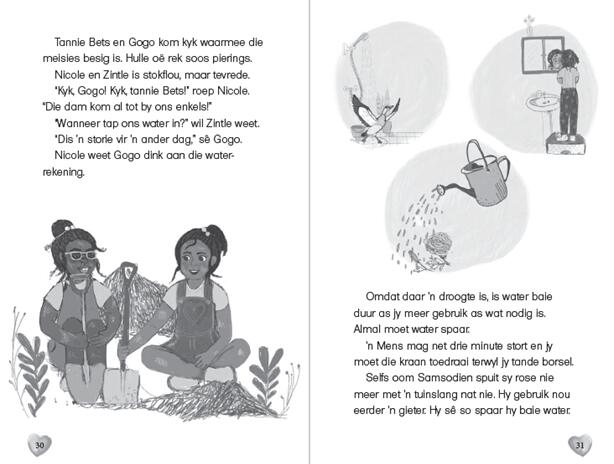 Tannie Bets en Gogo kom kyk waarmee die
meisies besig is. Hulle oë rek soos pierings.
Nicole en Zintle is stokflou, maar tevrede.
"Kyk, Gogo! Kyk, tannie Bets!" roep Nicole.
"Die dam kom al tot by ons enkels!"
"Wanneer tap ons water in?" wil Zintle weet.
"Dis 'n storie vir 'n ander dag," sê Gogo.
Nicole weet Gogo dink aan die water-
rekening.
30
Omdat daar 'n droogte is, is water baie
duur as jy meer gebruik as wat nodig is.
Almal moet water spaar.
'n Mens mag net drie minute stort en jy
moet die kraan toedraai terwyl jy tande borsel.
Selfs oom Samsodien spuit sy rose nie
meer met 'n tuinslang nat nie. Hy gebruik nou
eerder 'n gieter. Hy sê so spaar hy baie water.
31